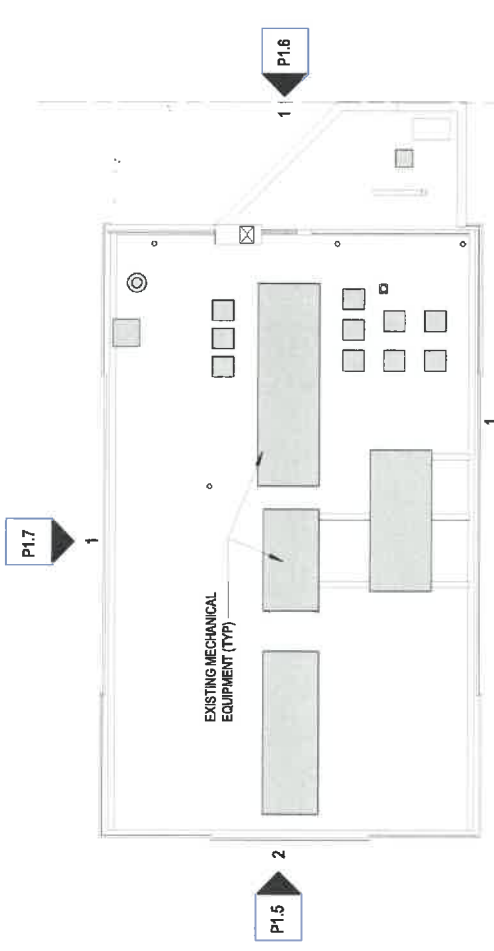 P1.6
1
P1.7
1
EXISTING MECHANICAL
EQUIPMENT (TYP)
2
P1.5
1